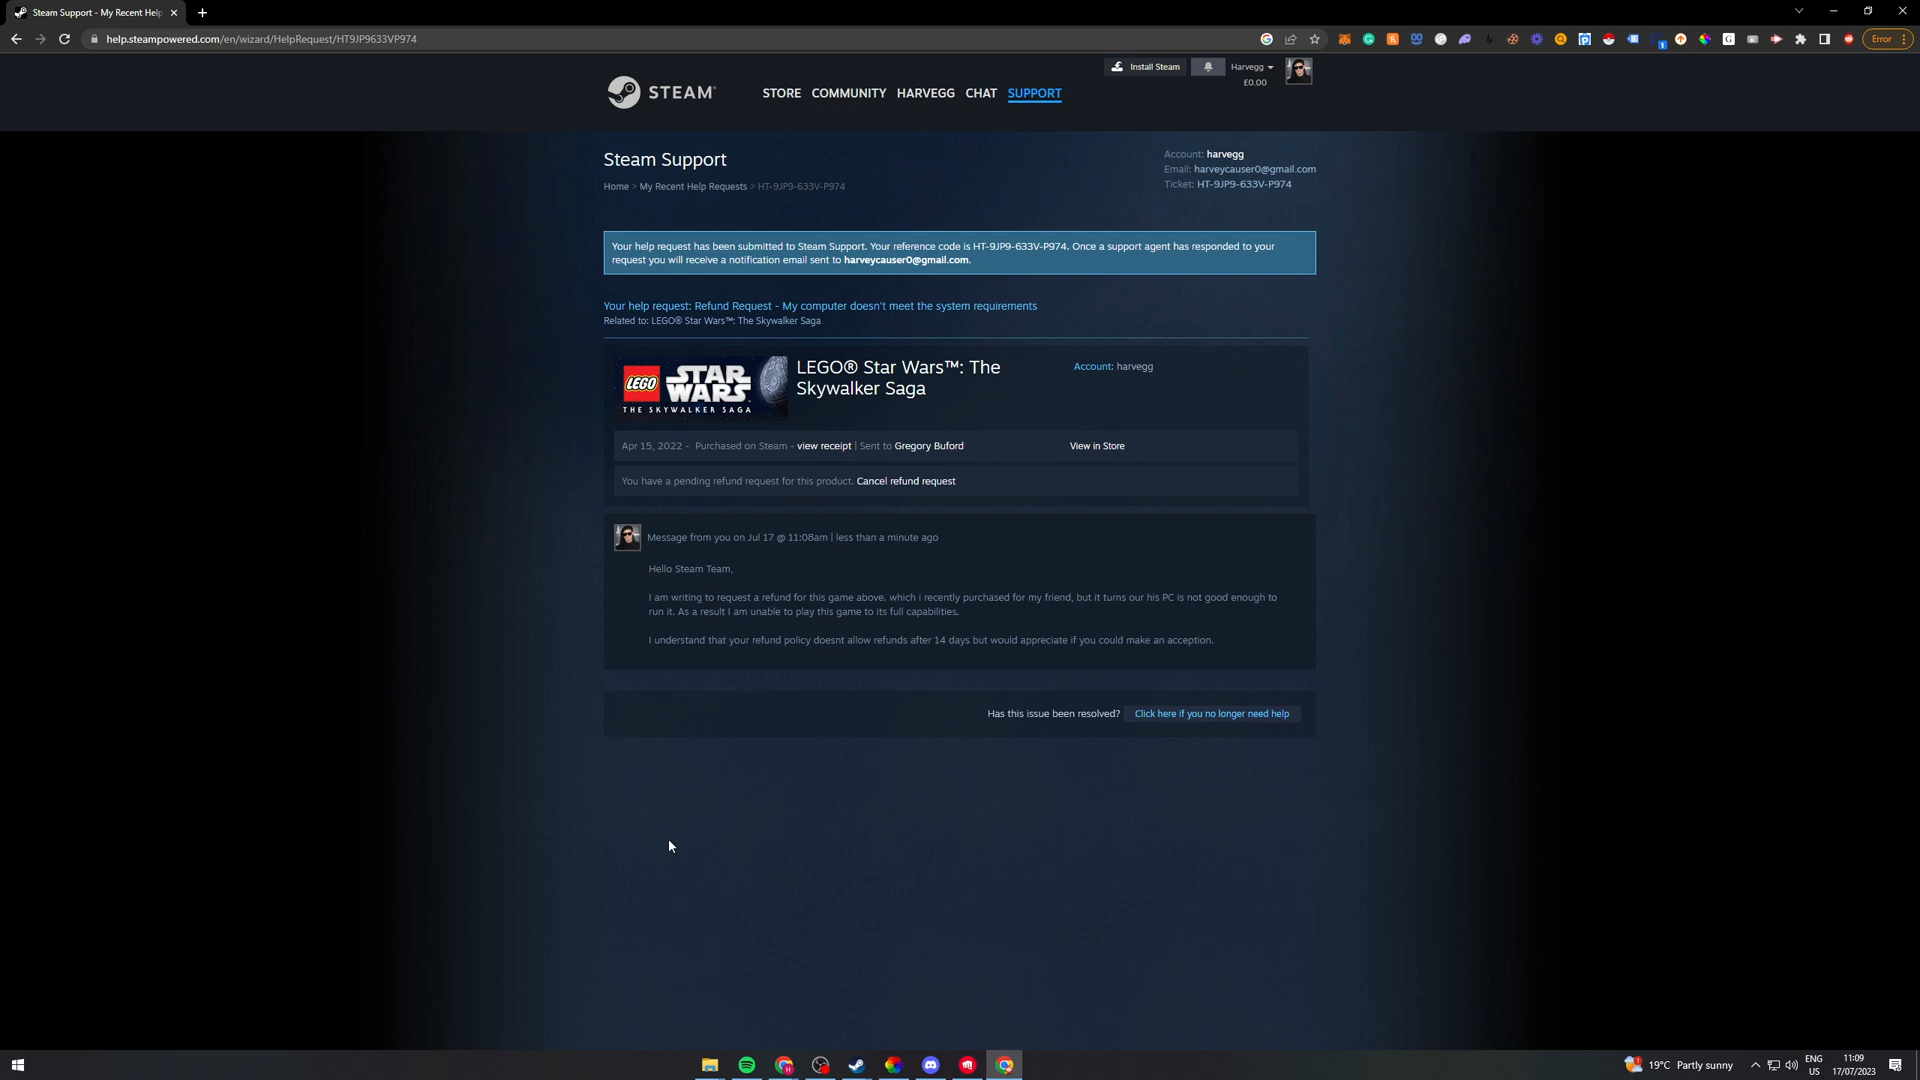 Steam Support - My Recent Help
help.steampowered.com/en/wizard/HelpRequest/HT9JP9633VP974
Error
Install Steam
Harvegg
£0.00
STEAM®
STORE COMMUNITY HARVEGG CHAT SUPPORT
Steam Support
Home > My Recent Help Requests > HT-9JP9-633V-P974
Account: harvegg
Email: harveycauser0@gmail.com
Ticket: HT-9JP9-633V-P974
Your help request has been submitted to Steam Support. Your reference code is HT-9JP9-633V-P974. Once a support agent has responded to your
request you will receive a notification email sent to harveycauser0@gmail.com.
Your help request: Refund Request - My computer doesn't meet the system requirements
Related to: LEGO® Star Wars™: The Skywalker Saga
LEGO STAR WARS
THE SKYWALKER SAGA
LEGO® Star Wars™: The
Skywalker Saga
Account: harvegg
Apr 15, 2022 - Purchased on Steam - view receipt | Sent to Gregory Buford
View in Store
You have a pending refund request for this product. Cancel refund request
Message from you on Jul 17 @ 11:08am | less than a minute ago
Hello Steam Team,
I am writing to request a refund for this game above. which i recently purchased for my friend, but it turns our his PC is not good enough to
run it. As a result I am unable to play this game to its full capabilities.
I understand that your refund policy doesnt allow refunds after 14 days but would appreciate if you could make an acception.
Has this issue been resolved? Click here if you no longer need help
19°C Partly sunny
ENG
US
11:09
17/07/2023